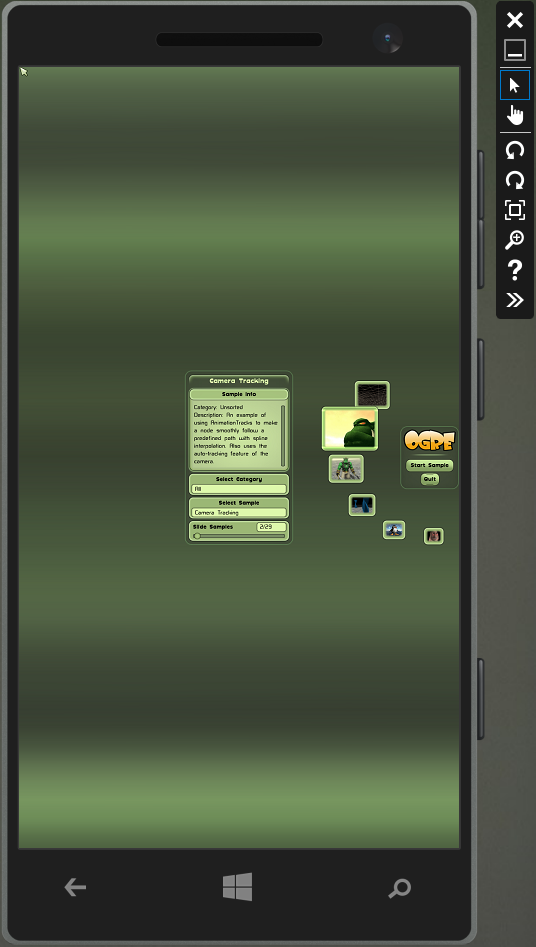 Camera Tracking
Sample Info
Category: Unsorted
Description: An example of
using AnimationTracks to make
a node smoothly follow a
predefined path with spline
interpolation. Also uses the
auto-tracking feature of the
camera.
Select Category
All
Select Sample
Camera Tracking
Slide Samples 2/29
OGRE
Start Sample
Quit